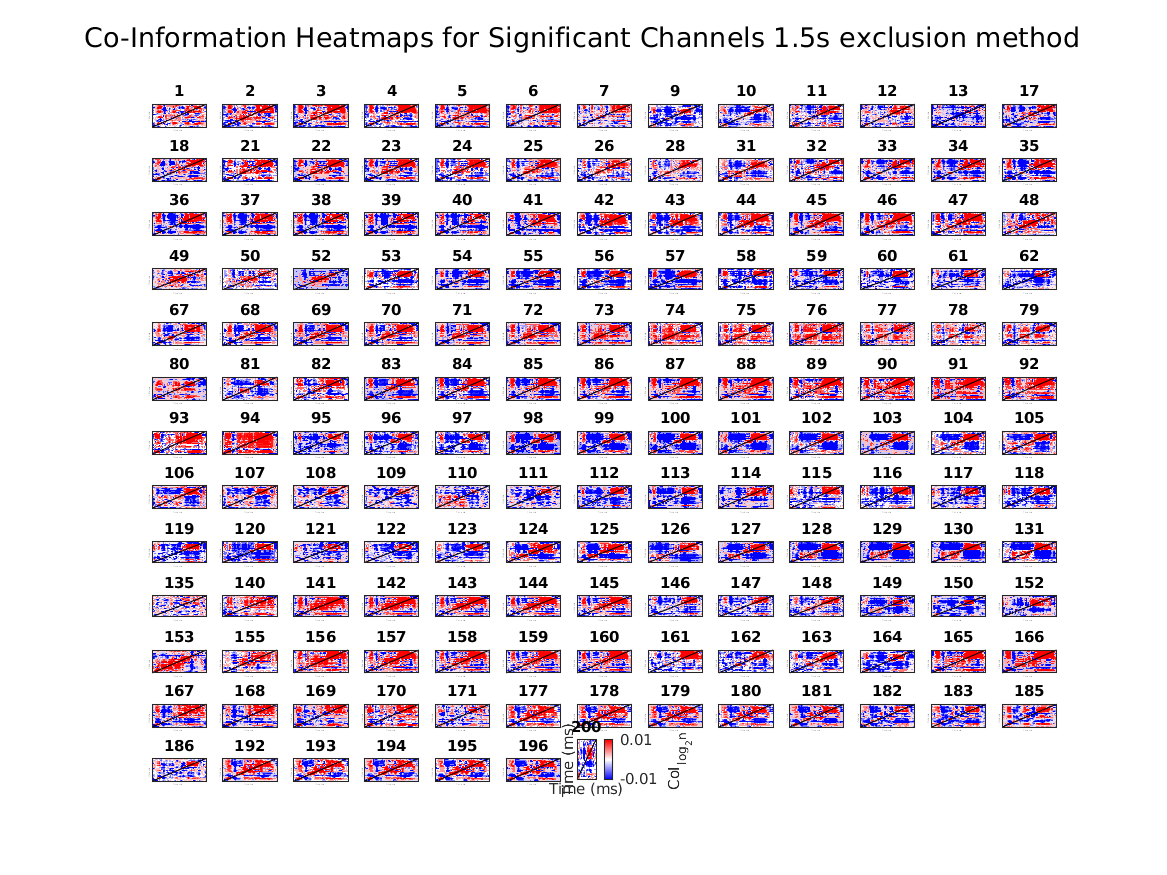 Co-Information Heatmaps for Significant Channels 1.5s exclusion method
1 2 3 4 5 6 7 9 10 11 12 13 17
18 21 22 23 24 25 26 28 31 32 33 34 35
36 37 38 39 40 41 42 43 44 45 46 47 48
49 50 52 53 54 55 56 57 58 59 60 61 62
67 68 69 70 71 72 73 74 75 76 77 78 79
80 81 82 83 84 85 86 87 88 89 90 91 92
93 94 95 96 97 98 99 100 101 102 103 104 105
106 107 108 109 110 111 112 113 114 115 116 117 118
119 120 121 122 123 124 125 126 127 128 129 130 131
135 140 141 142 143 144 145 146 147 148 149 150 152
153 155 156 157 158 159 160 161 162 163 164 165 166
167 168 169 170 171 177 178 179 180 181 182 183 185
186 192 193 194 195 196 200
Time (ms)
0.01
-0.01
Time (ms)